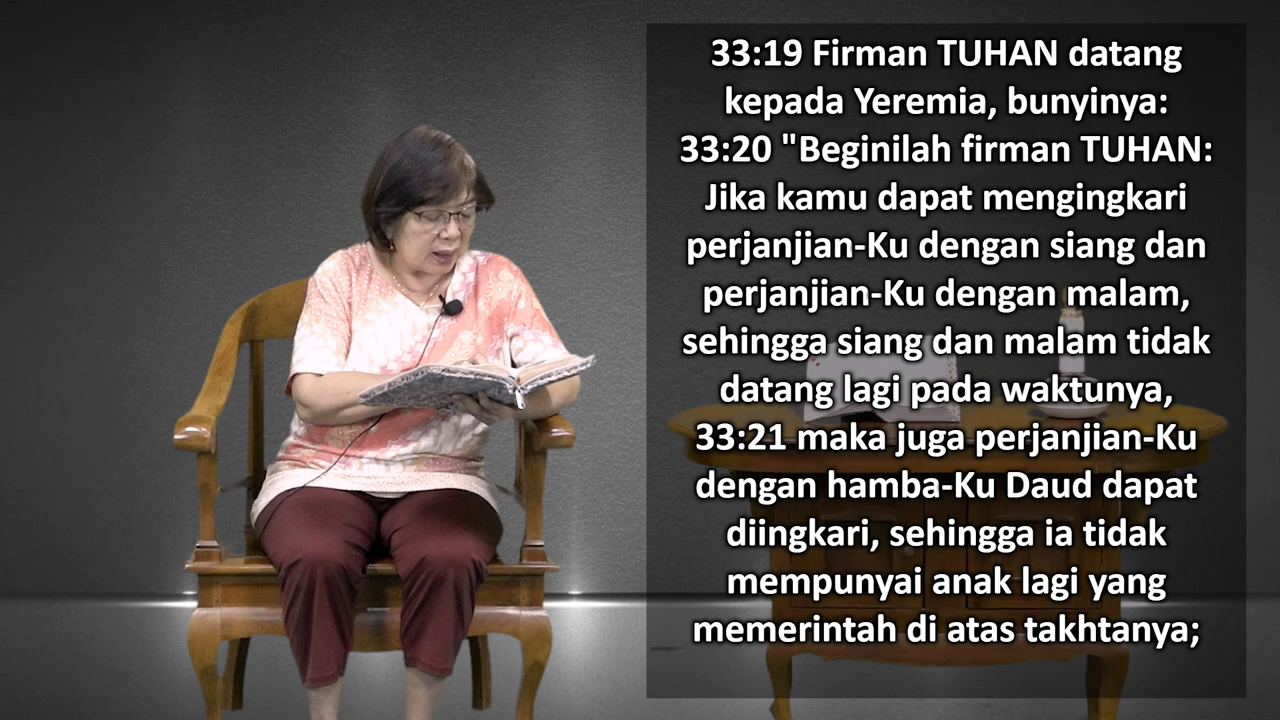 33:19 Firman TUHAN datang
kepada Yeremia, bunyinya:
33:20 "Beginilah firman TUHAN:
Jika kamu dapat mengingkari
perjanjian-Ku dengan siang dan
perjanjian-Ku dengan malam,
sehingga siang dan malam tidak
datang lagi pada waktunya,
33:21 maka juga perjanjian-Ku
dengan hamba-Ku Daud dapat
diingkari, sehingga ia tidak
mempunyai anak lagi yang
memerintah di atas takhtanya;